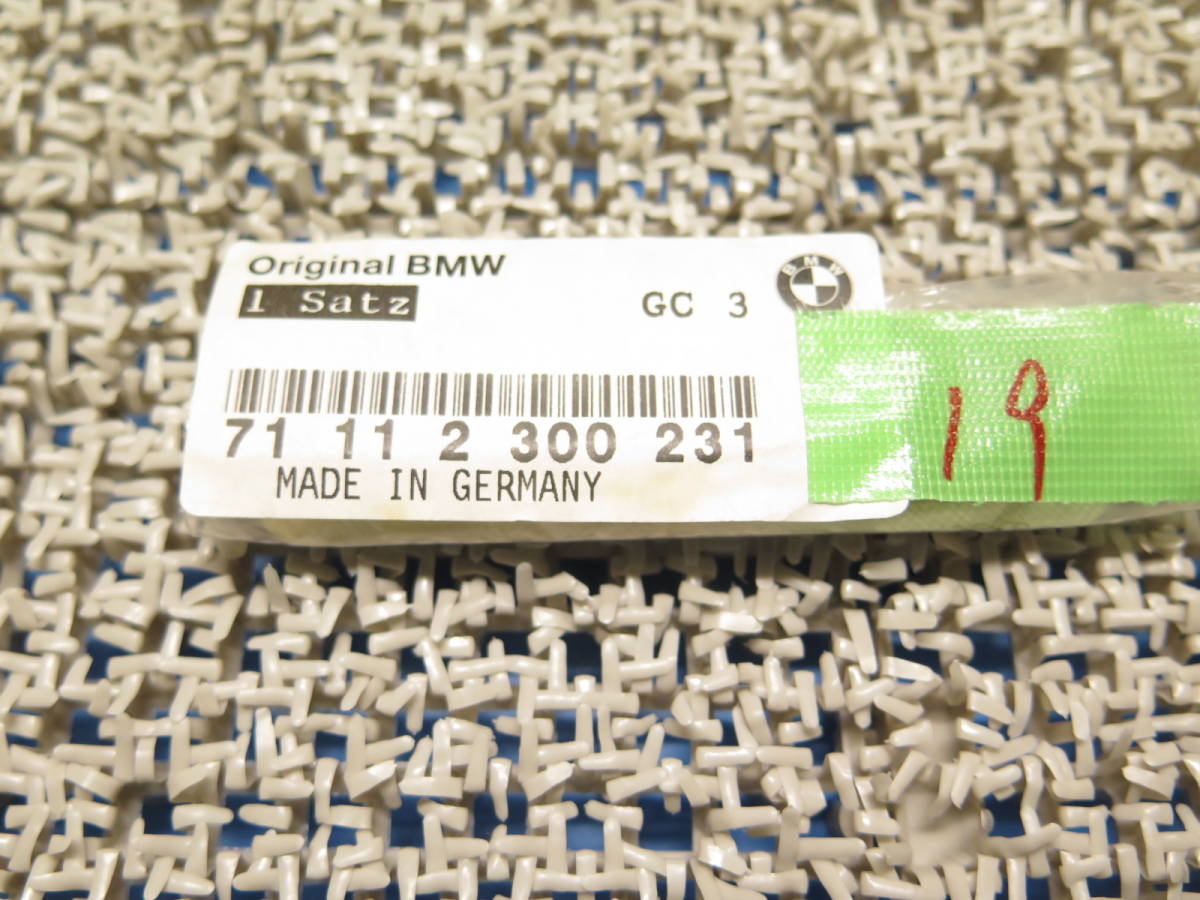 Original BMW
1 Satz
GC 3
BMW
71 11 2 300 231
MADE IN GERMANY
19